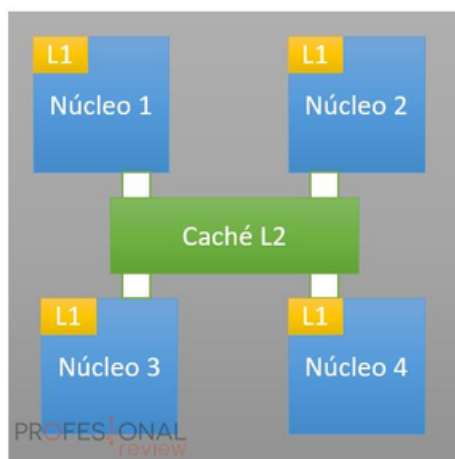 L1
Núcleo 1
L1
Núcleo 2
Caché L2
L1
Núcleo 3
L1
Núcleo 4
PROFESIONAL
review